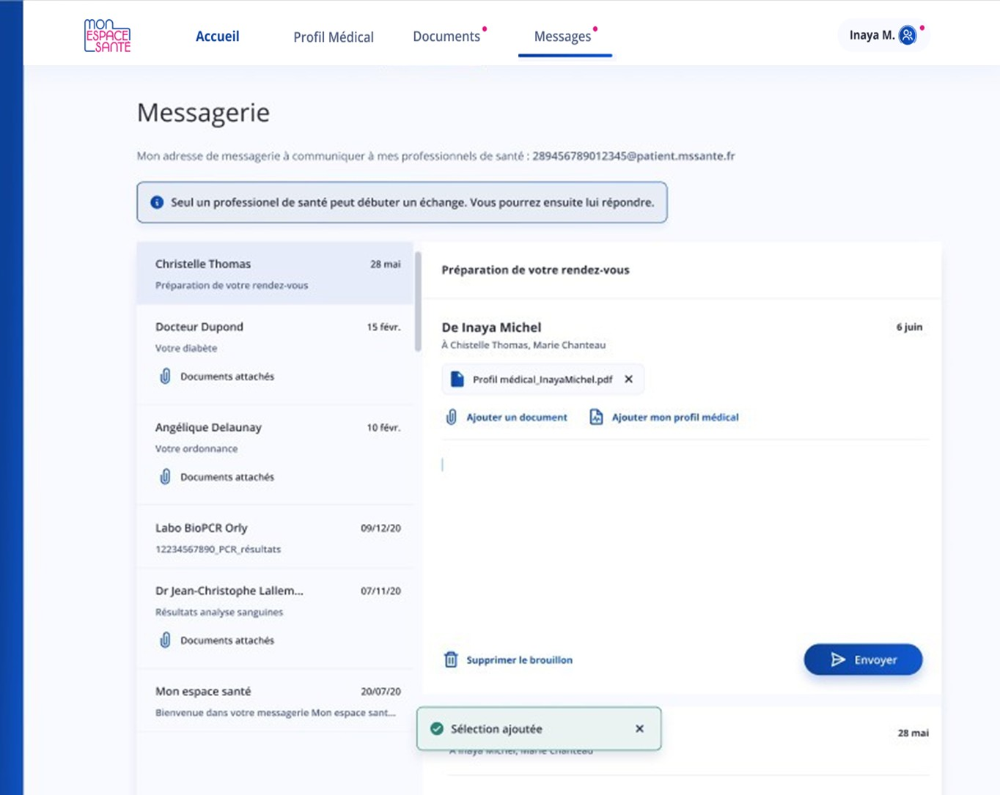 mon
ESPACE
SANTÉ
Accueil
Profil Médical
Documents
Messages
Inaya M.
Messagerie
Mon adresse de messagerie à communiquer à mes professionnels de santé : 289456789012345@patient.mssante.fr
Seul un professionel de santé peut débuter un échange. Vous pourrez ensuite lui répondre.
Christelle Thomas
28 mai
Préparation de votre rendez-vous
Docteur Dupond
15 févr.
Votre diabète
Documents attachés
Angélique Delaunay
10 févr.
Votre ordonnance
Documents attachés
Labo BioPCR Orly
09/12/20
12234567890_PCR_résultats
Dr Jean-Christophe Lallem...
07/11/20
Résultats analyse sanguines
Documents attachés
Mon espace santé
20/07/20
Bienvenue dans votre messagerie Mon espace sant...
Préparation de votre rendez-vous
De Inaya Michel
6 juin
À Chistelle Thomas, Marie Chanteau
Profil médical_InayaMichel.pdf
Ajouter un document
Ajouter mon profil médical
Supprimer le brouillon
Envoyer
Sélection ajoutée
28 mai
À Inaya Michel, Marie Chanteau